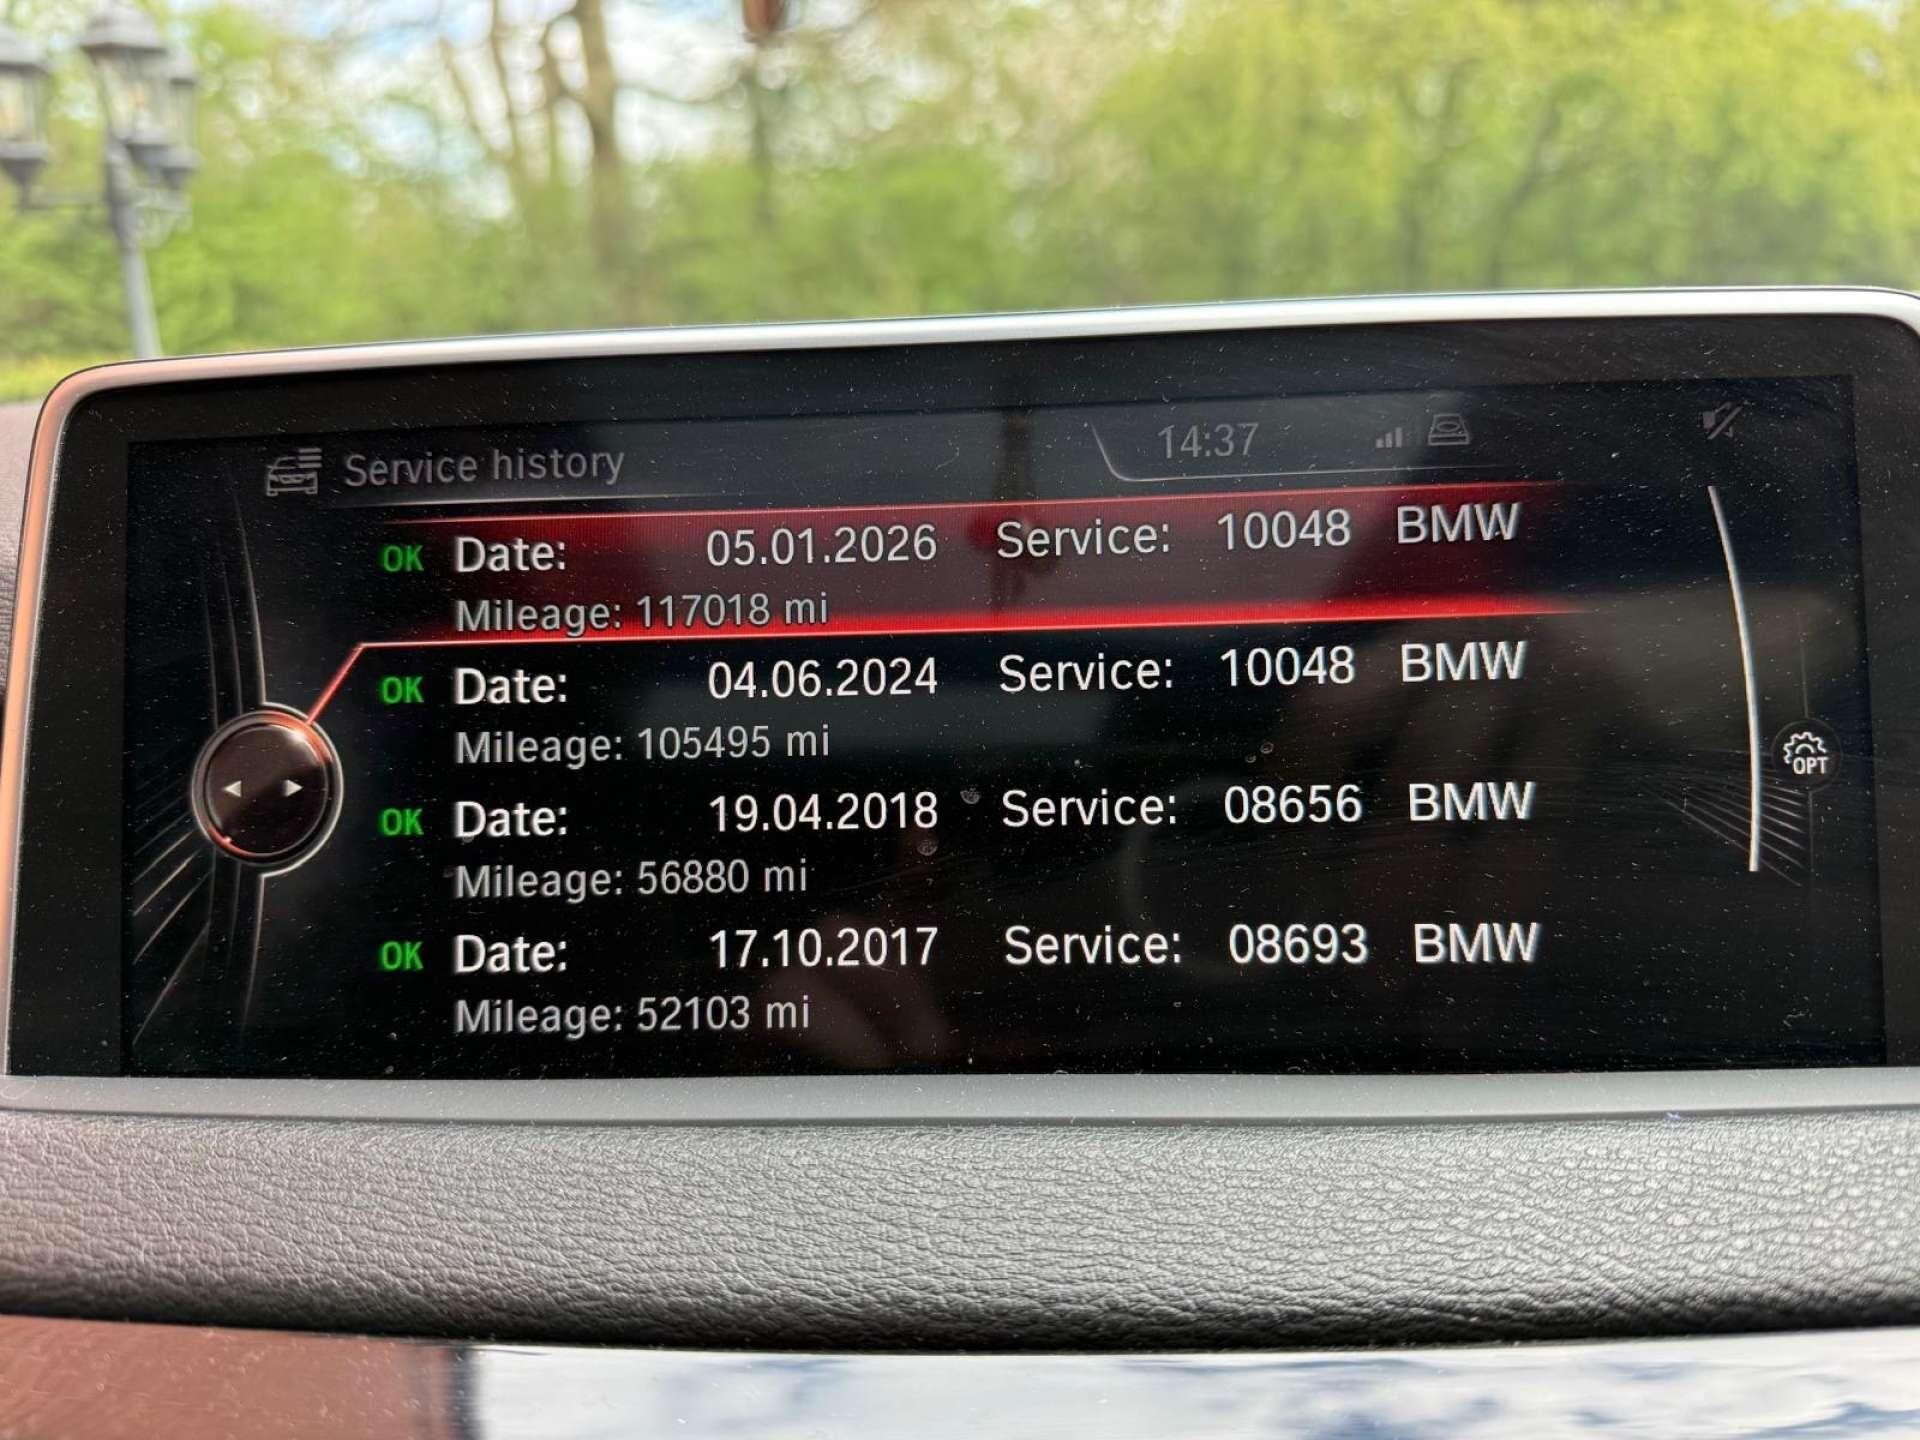 Service history 14:37
OK Date: 05.01.2026 Service: 10048 BMW
Mileage: 117018 mi
OK Date: 04.06.2024 Service: 10048 BMW
Mileage: 105495 mi
OK Date: 19.04.2018 Service: 08656 BMW
Mileage: 56880 mi
OPT
OK Date: 17.10.2017 Service: 08693 BMW
Mileage: 52103 mi